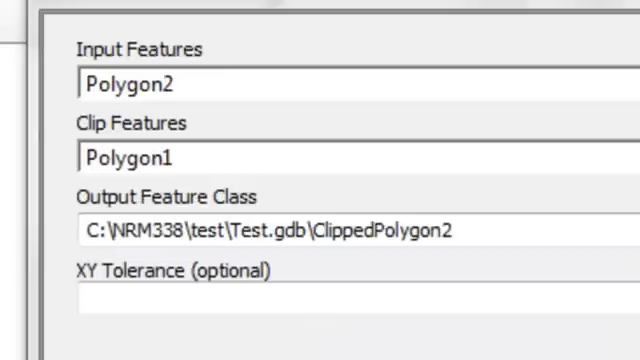 Input Features
Polygon2
Clip Features
Polygon1
Output Feature Class
C:\NRM338\test\Test.gdb\ClippedPolygon2
XY Tolerance (optional)